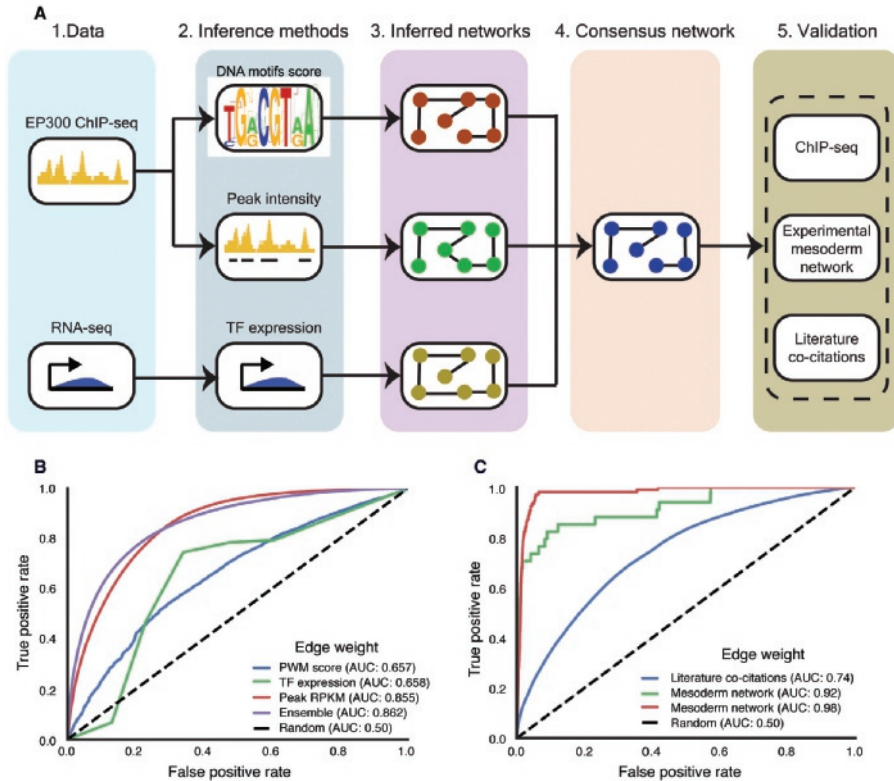 A
1.Data
2. Inference methods
3. Inferred networks
4. Consensus network
5. Validation
DNA motifs score
EP300 ChIP-seq
ChIP-seq
Peak intensity
Experimental
mesoderm
network
RNA-seq
TF expression
Literature
co-citations
B
True positive rate
1.0
0.8
0.6
0.4
0.2
0.0
Edge weight
PWM score (AUC: 0.657)
TF expression (AUC: 0.658)
Peak RPKM (AUC: 0.855)
Ensemble (AUC: 0.862)
Random (AUC: 0.50)
0.0 0.2 0.4 0.6 0.8 1.0
False positive rate
C
True positive rate
1.0
0.8
0.6
0.4
0.2
0.0
Edge weight
Literature co-citations (AUC: 0.74)
Mesoderm network (AUC: 0.92)
Mesoderm network (AUC: 0.98)
Random (AUC: 0.50)
0.0 0.2 0.4 0.6 0.8 1.0
False positive rate